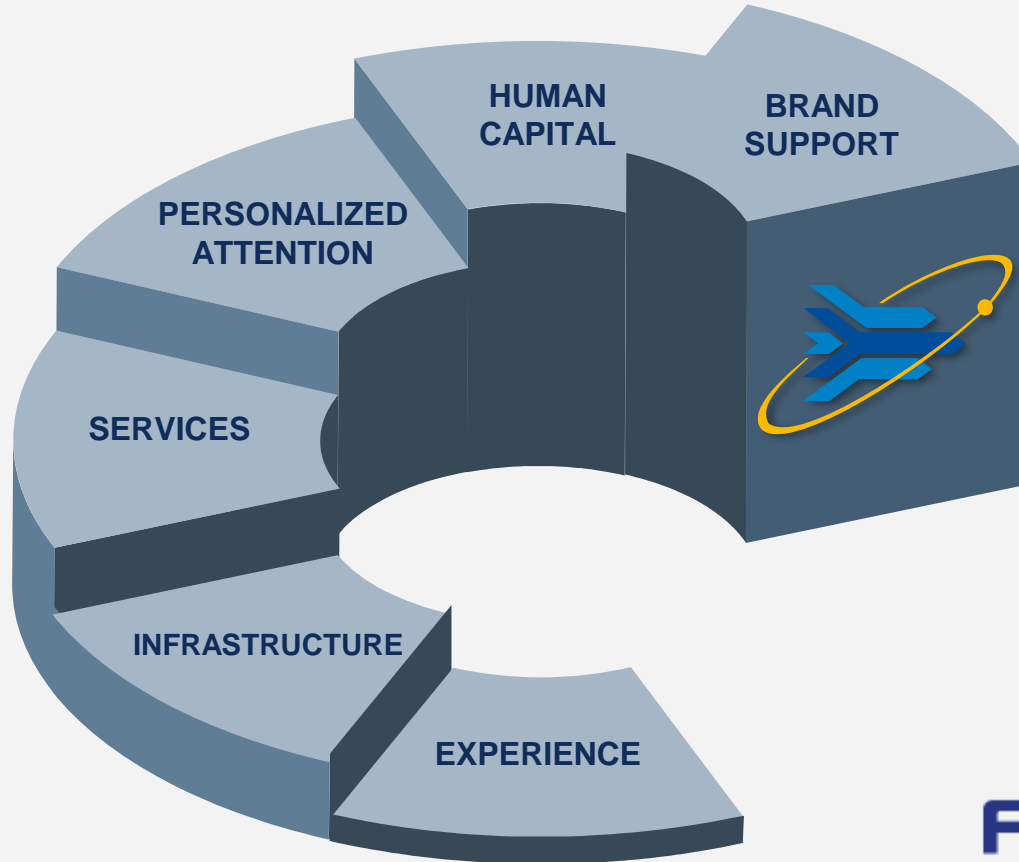 HUMAN
CAPITAL
BRAND
SUPPORT
PERSONALIZED
ATTENTION
SERVICES
INFRASTRUCTURE
EXPERIENCE
F